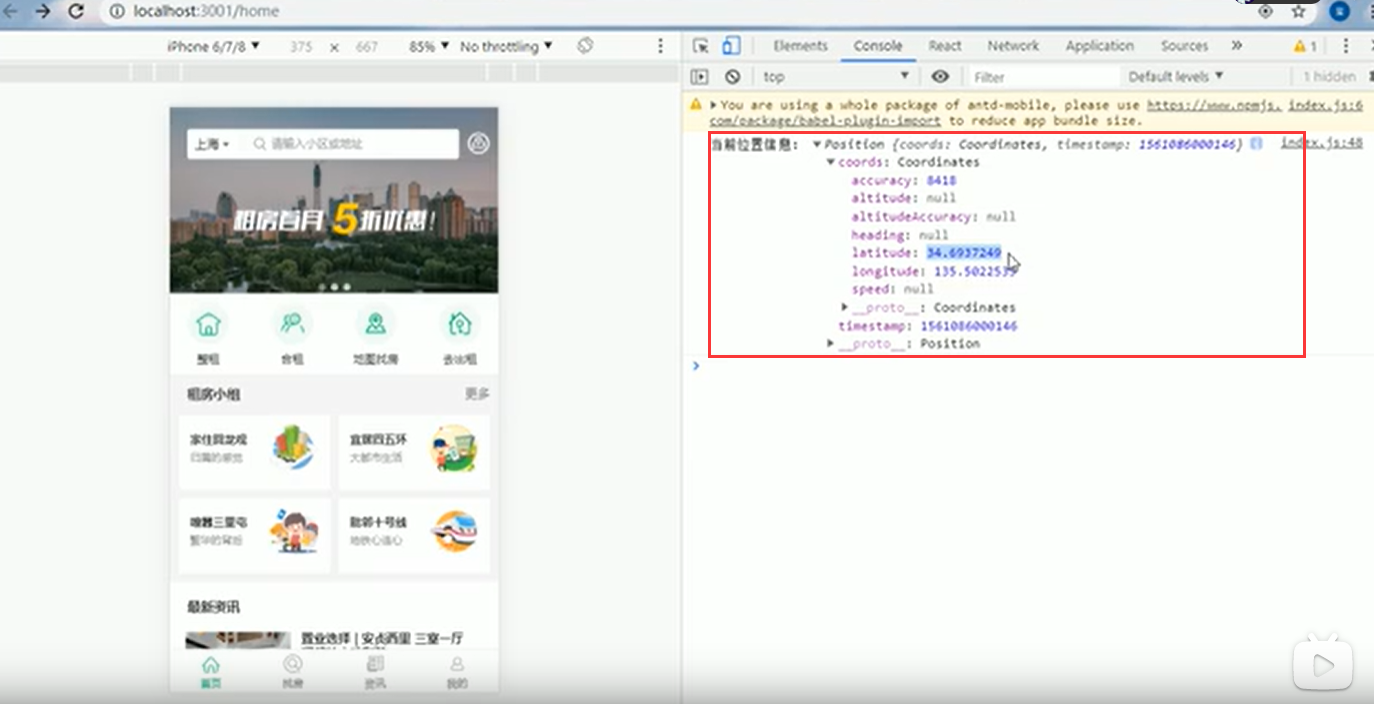 localhost:3001/home
iPhone 6/7/8 ▼ 375 × 667 85% ▼ No throttling ▼
Elements Console React Network Application Sources » 1
top ▼ Filter Default levels ▼ 1 hidden
You are using a whole package of antd-mobile, please use https://www.npmjs. index.js:6
com/package/babel-plugin-import to reduce app bundle size.
当前位置信息: ▼Position {coords: Coordinates, timestamp: 1561086000146} index.js:48
▼coords: Coordinates
accuracy: 8418
altitude: null
altitudeAccuracy: null
heading: null
latitude: 34.6937249
longitude: 135.5022535
speed: null
▶__proto__: Coordinates
timestamp: 1561086000146
▶__proto__: Position
上海 请输入小区或地址
租房首月5折优惠!
整租 合租 地图找房 去出租
租房小组 更多
家住回龙观 宜居四五环
归属的感觉 大都市生活
喧嚣三里屯 比邻十号线
繁华的背后 地铁心连心
最新资讯
置业选择 | 安贞西里 三室一厅
首页 找房 资讯 我的